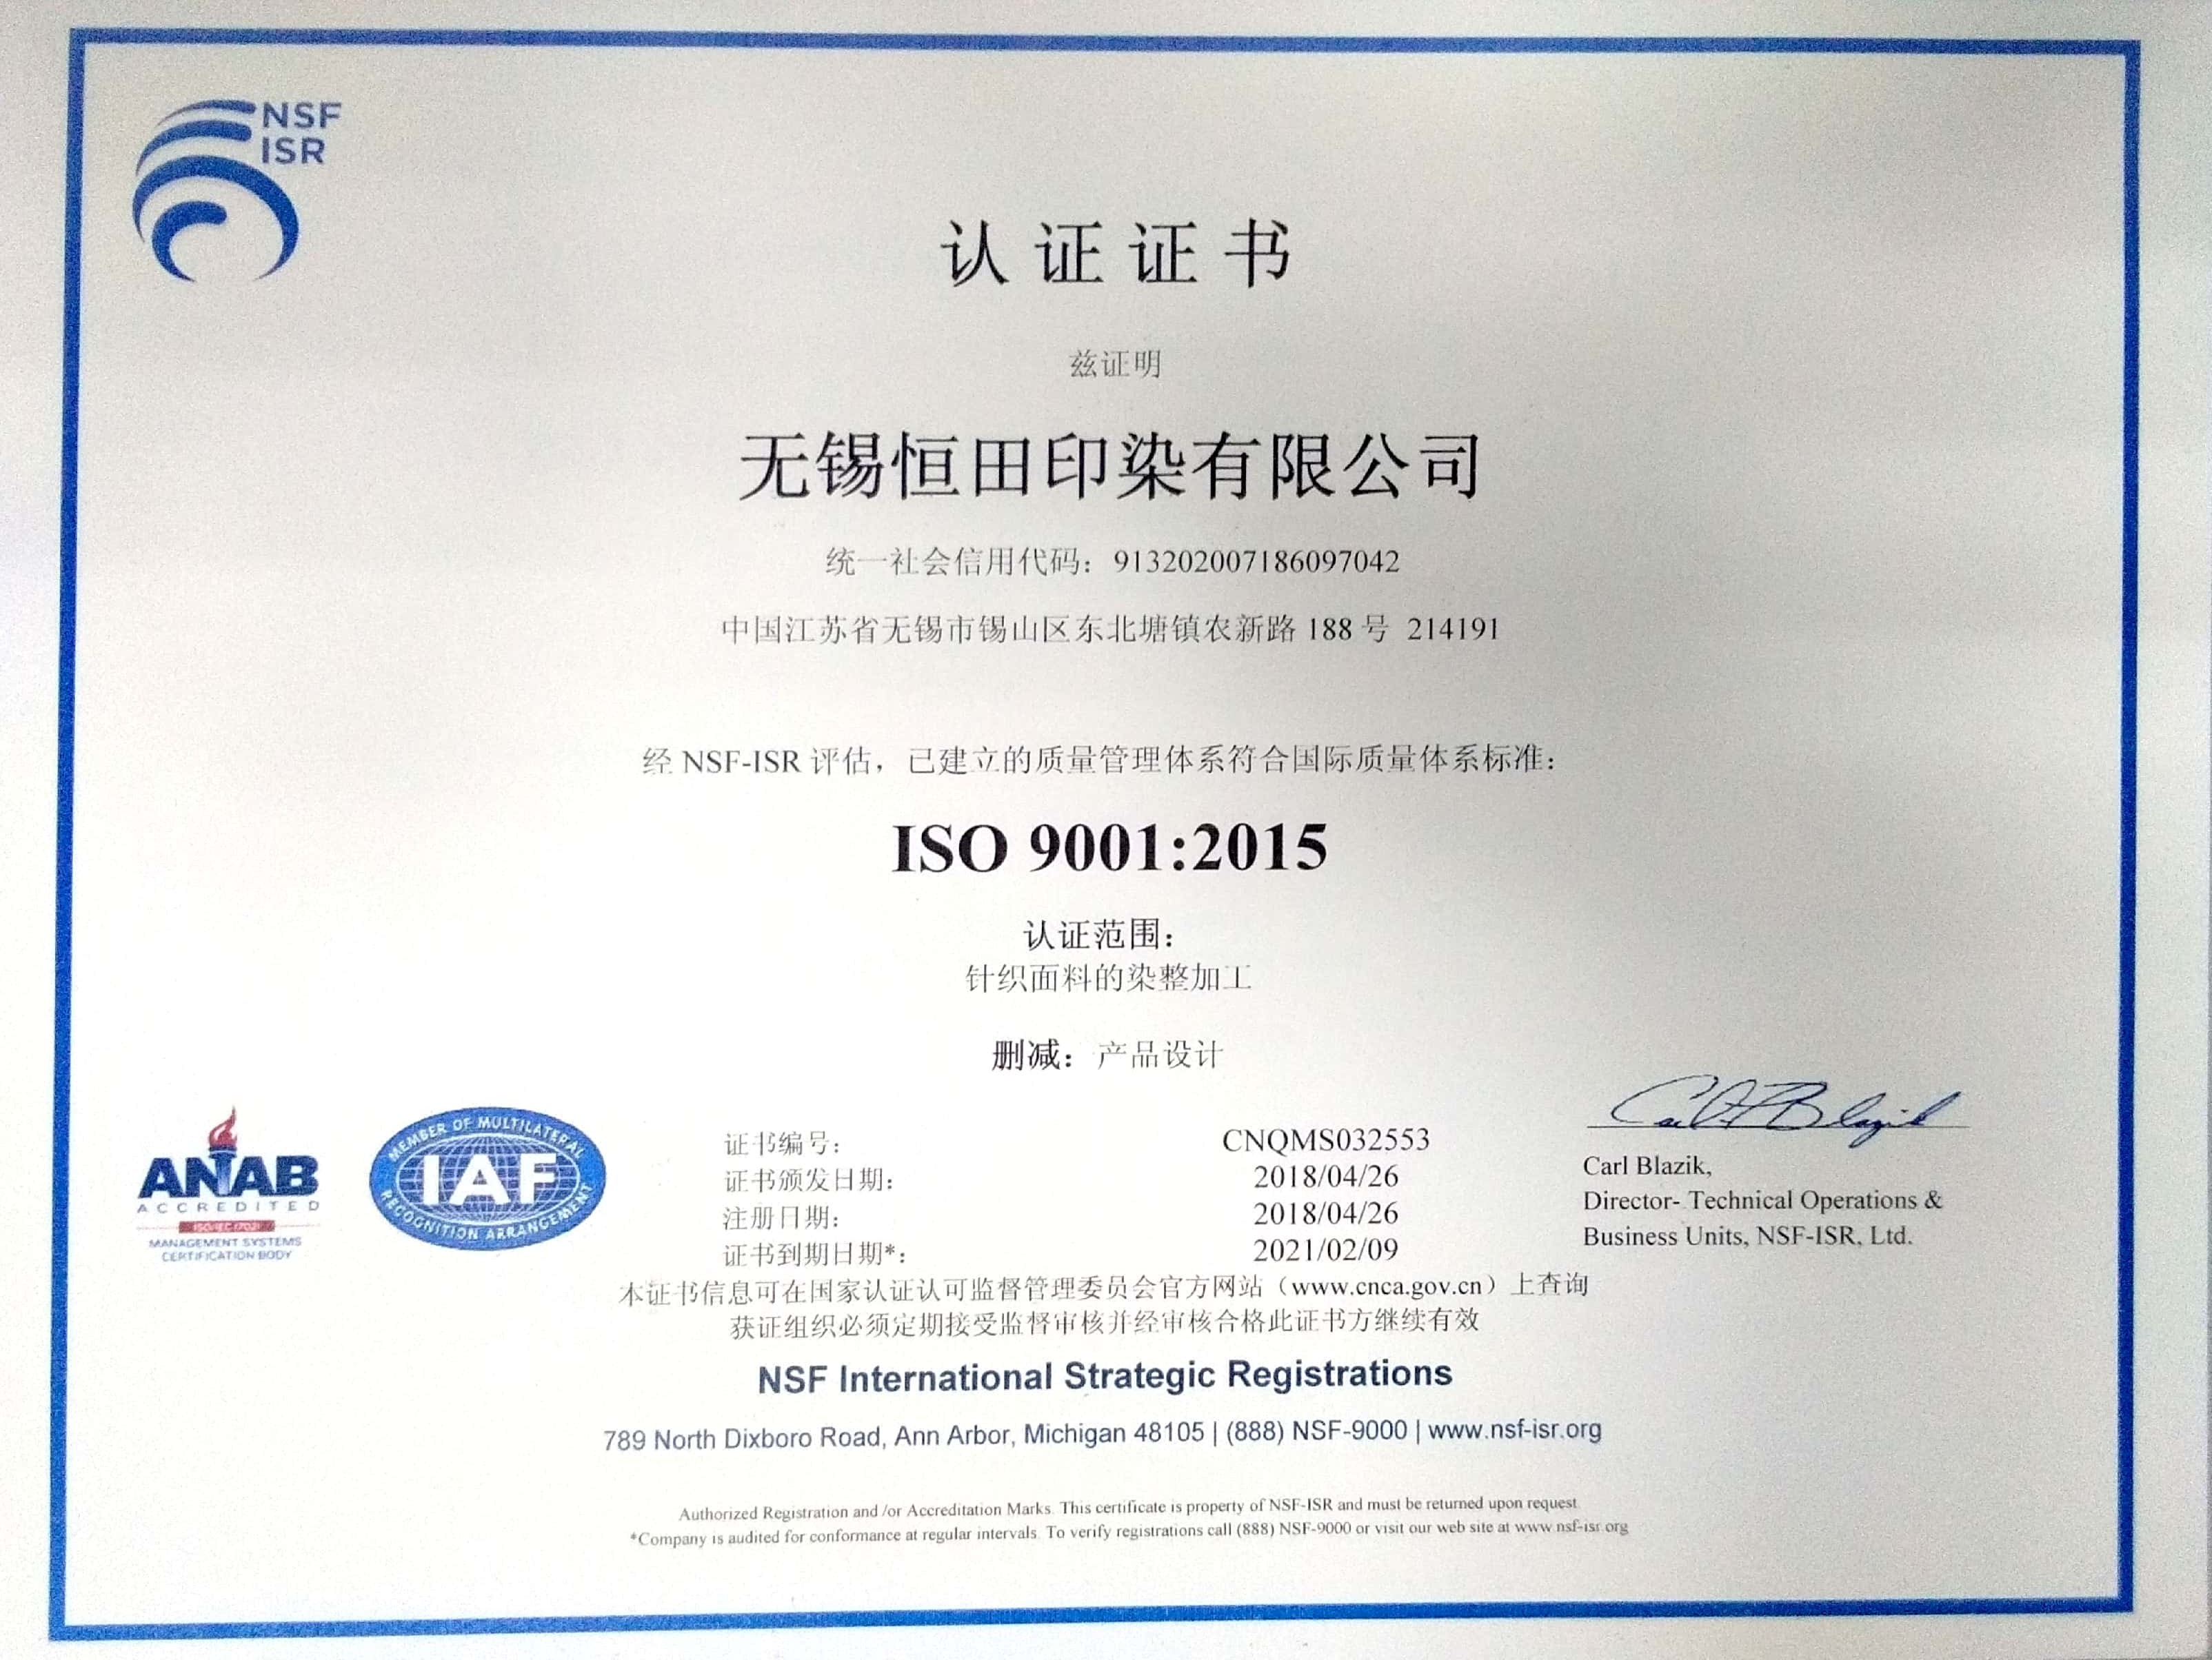 NSF
ISR
认证证书
兹证明
无锡恒田印染有限公司
统一社会信用代码：913202007186097042
中国江苏省无锡市锡山区东北塘镇农新路 188 号 214191
经 NSF-ISR 评估，已建立的质量管理体系符合国际质量体系标准：
ISO 9001:2015
认证范围：
针织面料的染整加工
删减：产品设计
ANAB
ACCREDITED
ISO/IEC 17021
MANAGEMENT SYSTEMS
CERTIFICATION BODY
MEMBER OF MULTILATERAL
IAF
RECOGNITION ARRANGEMENT
证书编号： CNQMS032553
证书颁发日期： 2018/04/26
注册日期： 2018/04/26
证书到期日期*： 2021/02/09
Carl Blazik
Carl Blazik,
Director- Technical Operations &
Business Units, NSF-ISR, Ltd.
本证书信息可在国家认证认可监督管理委员会官方网站（www.cnca.gov.cn）上查询
获证组织必须定期接受监督审核并经审核合格此证书方继续有效
NSF International Strategic Registrations
789 North Dixboro Road, Ann Arbor, Michigan 48105 | (888) NSF-9000 | www.nsf-isr.org
Authorized Registration and /or Accreditation Marks. This certificate is property of NSF-ISR and must be returned upon request.
*Company is audited for conformance at regular intervals. To verify registrations call (888) NSF-9000 or visit our web site at www.nsf-isr.org